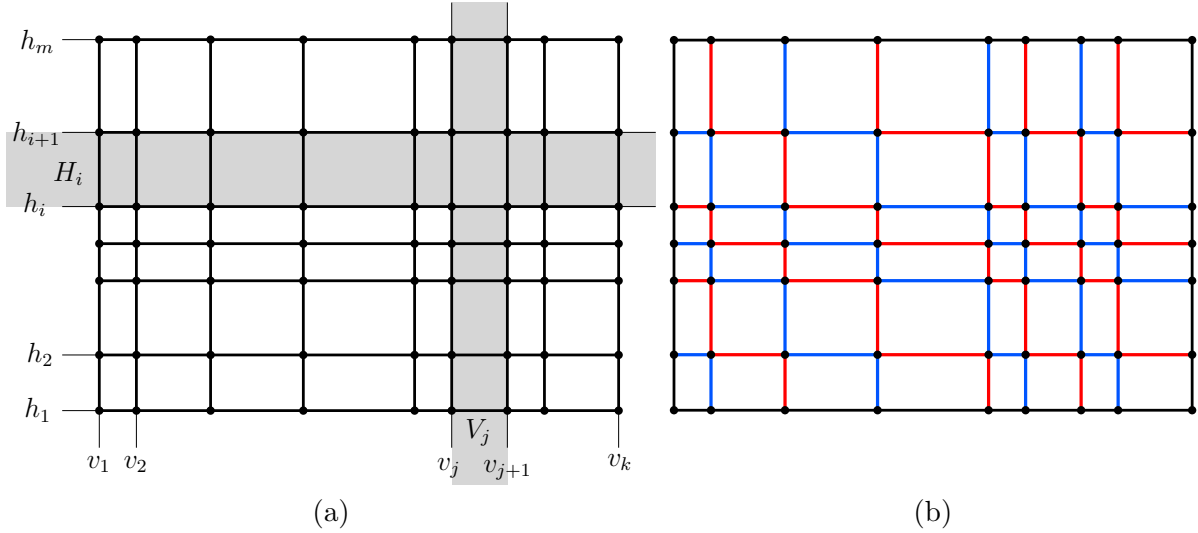 h_m
h_{i+1}
H_i
h_i
h_2
h_1
V_j
v_1 v_2 v_j v_{j+1} v_k
(a) (b)